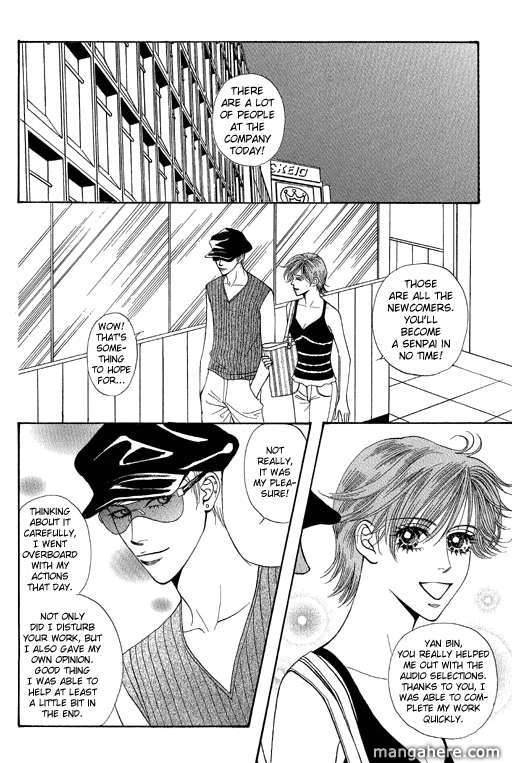 THERE
ARE A LOT
OF PEOPLE
AT THE
COMPANY
TODAY!
KEIO
THOSE
ARE ALL THE
NEWCOMERS.
YOU'LL
BECOME
A SENPAI IN
NO TIME!
WOW!
THAT'S
SOME-
THING
TO HOPE
FOR...
YAN BIN,
YOU REALLY HELPED
ME OUT WITH THE
AUDIO SELECTIONS.
THANKS TO YOU, I
WAS ABLE TO COM-
PLETE MY WORK
QUICKLY.
NOT
REALLY,
IT WAS
MY PLEA-
SURE!
THINKING
ABOUT IT
CAREFULLY,
I WENT
OVERBOARD
WITH MY
ACTIONS
THAT DAY.
NOT ONLY
DID I DISTURB
YOUR WORK, BUT
I ALSO GAVE MY
OWN OPINION.
GOOD THING
I WAS ABLE TO
HELP AT LEAST
A LITTLE BIT IN
THE END.
mangahere.com